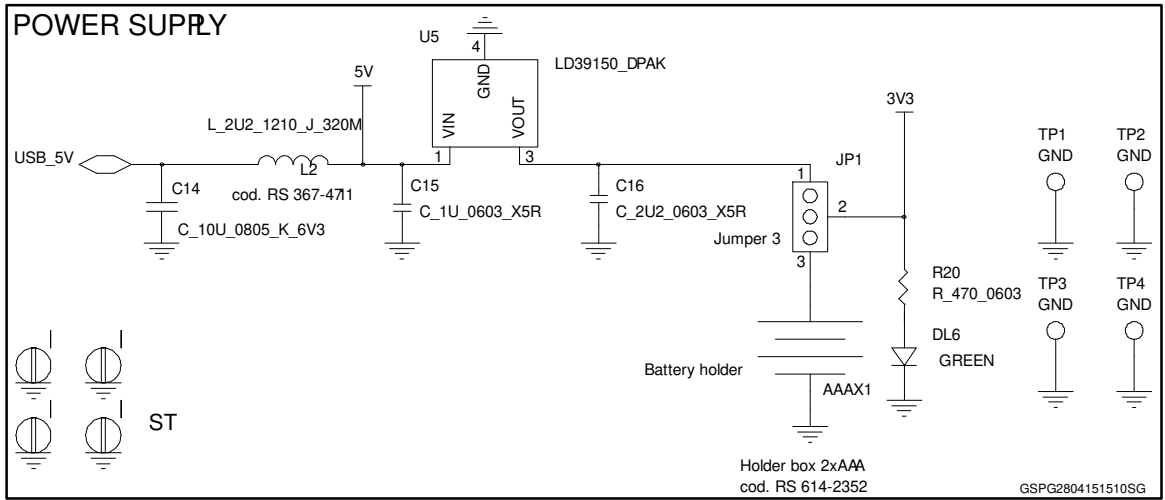 POWER SUPPLY
U5
4
GND
LD39150_DPAK
5V
VIN
VOUT
3V3
L_2U2_1210_J_320M
USB_5V
1
3
L2
cod. RS 367-4711
C14
C_10U_0805_K_6V3
C15
C_1U_0603_X5R
C16
C_2U2_0603_X5R
JP1
1
2
Jumper 3
3
TP1
GND
TP2
GND
R20
R_470_0603
TP3
GND
TP4
GND
DL6
GREEN
Battery holder
AAAX1
ST
Holder box 2xAAA
cod. RS 614-2352
GSPG2804151510SG